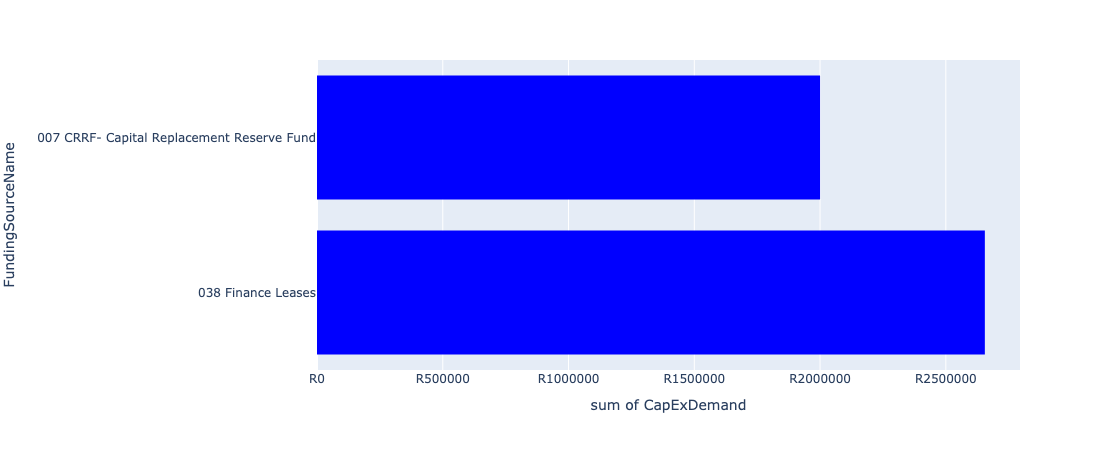 FundingSourceName
007 CRRF- Capital Replacement Reserve Fund
038 Finance Leases
R0 R500000 R1000000 R1500000 R2000000 R2500000
sum of CapExDemand